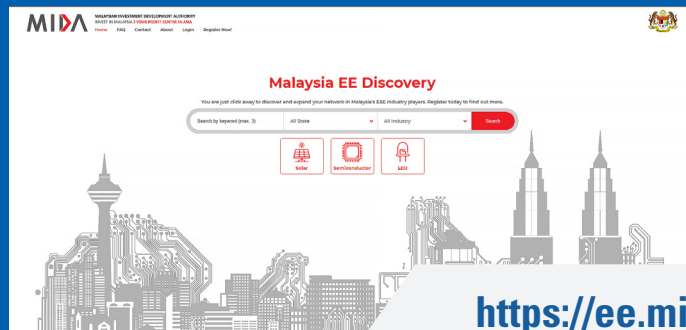 MIDA
MALAYSIAN INVESTMENT DEVELOPMENT AUTHORITY
INVEST IN MALAYSIA YOUR PROFIT CENTRE IN ASIA
Home FAQ Contact About Login Register Now!
Malaysia EE Discovery
You are just click away to discover and expand your network in Malaysia's E&E industry players. Register today to find out more.
Search by keyword (max. 3) All State All Industry Search
Solar Semiconductor LED
https://ee.mi